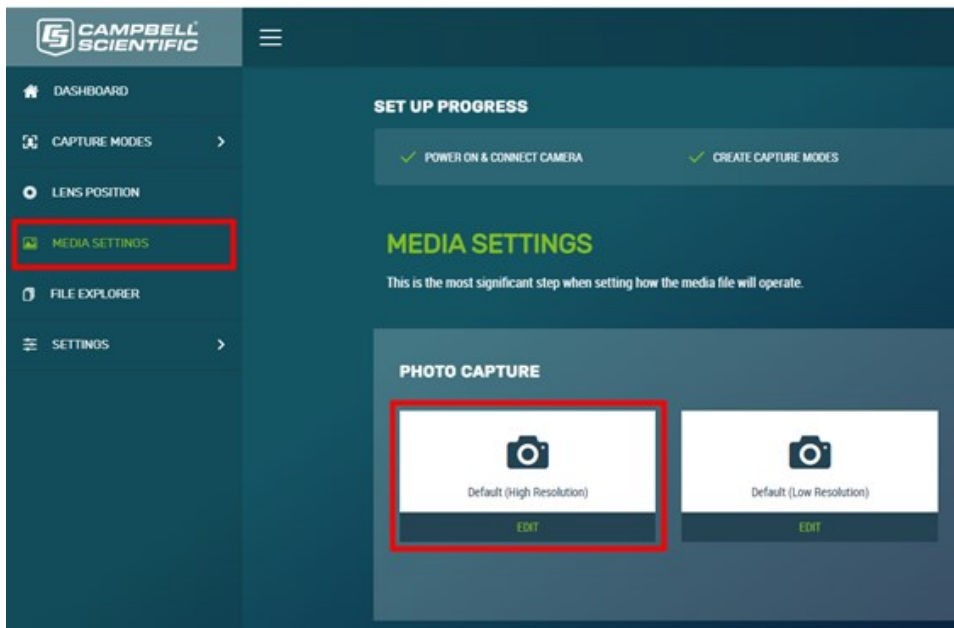 CAMPBELL
SCIENTIFIC
DASHBOARD
CAPTURE MODES
LENS POSITION
MEDIA SETTINGS
FILE EXPLORER
SETTINGS
SET UP PROGRESS
POWER ON & CONNECT CAMERA
CREATE CAPTURE MODES
MEDIA SETTINGS
This is the most significant step when setting how the media file will operate.
PHOTO CAPTURE
Default (High Resolution)
EDIT
Default (Low Resolution)
EDIT